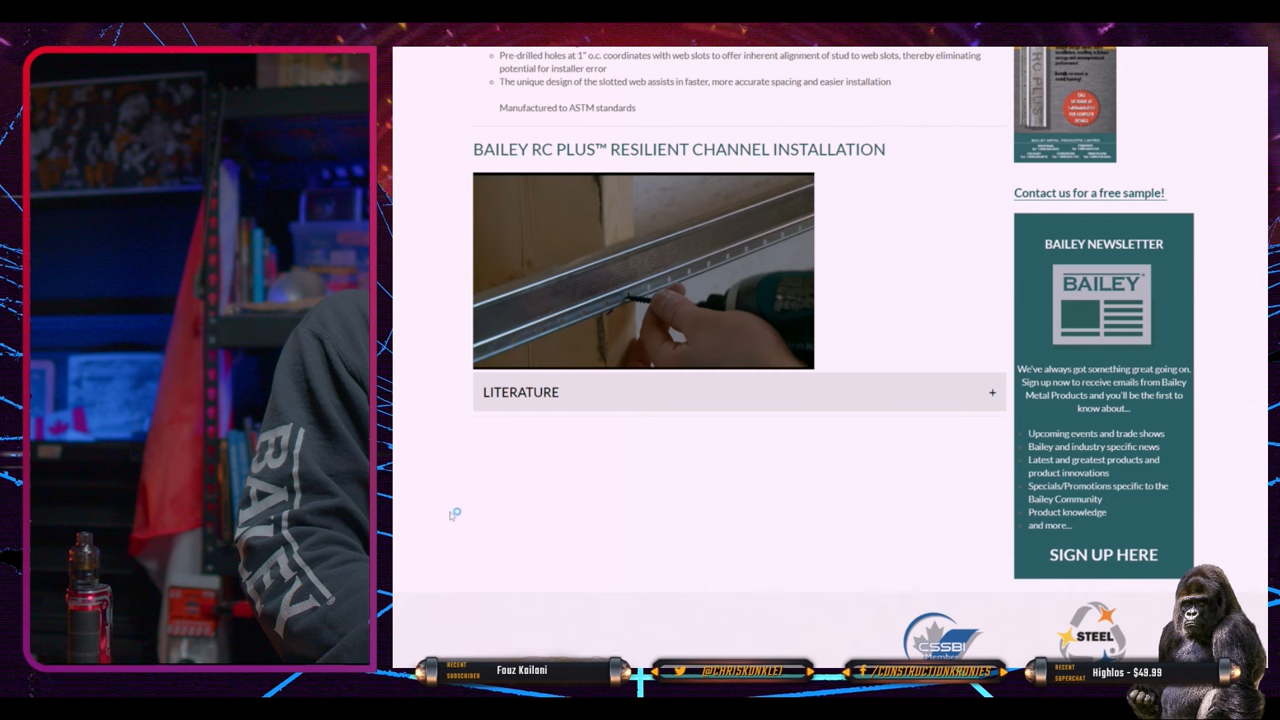 Pre-drilled holes at 1" o.c. coordinates with web slots to offer inherent alignment of stud to web slots, thereby eliminating
potential for installer error
The unique design of the slotted web assists in faster, more accurate spacing and easier installation
Manufactured to ASTM standards
BAILEY RC PLUS™ RESILIENT CHANNEL INSTALLATION
LITERATURE +
RC PLUS
Contact us for a free sample!
BAILEY NEWSLETTER
BAILEY
We've always got something great going on.
Sign up now to receive emails from Bailey
Metal Products and you'll be the first to
know about...
Upcoming events and trade shows
Bailey and industry specific news
Latest and greatest products and
product innovations
Specials/Promotions specific to the
Bailey Community
Product knowledge
and more...
SIGN UP HERE
CSSBI
Member
STEEL
BAILEY
RECENT
SUBSCRIBER
Fouz Kailani
@CHRISKUNKLE1
/CONSTRUCTIONKRONIES
RECENT
SUPERCHAT
Highlos - $49.99